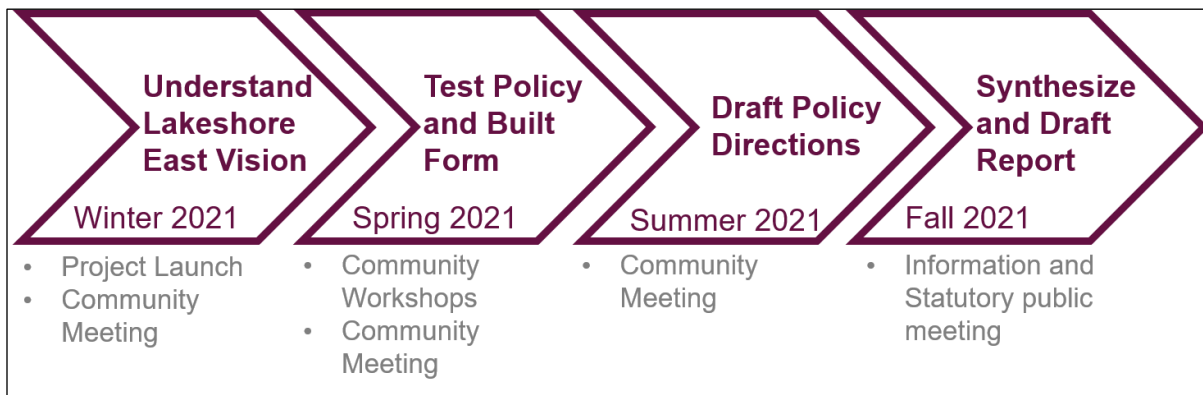 Understand
Lakeshore
East Vision
Winter 2021
• Project Launch
• Community
Meeting
Test Policy
and Built
Form
Spring 2021
• Community
Workshops
• Community
Meeting
Draft Policy
Directions
Summer 2021
• Community
Meeting
Synthesize
and Draft
Report
Fall 2021
• Information and
Statutory public
meeting